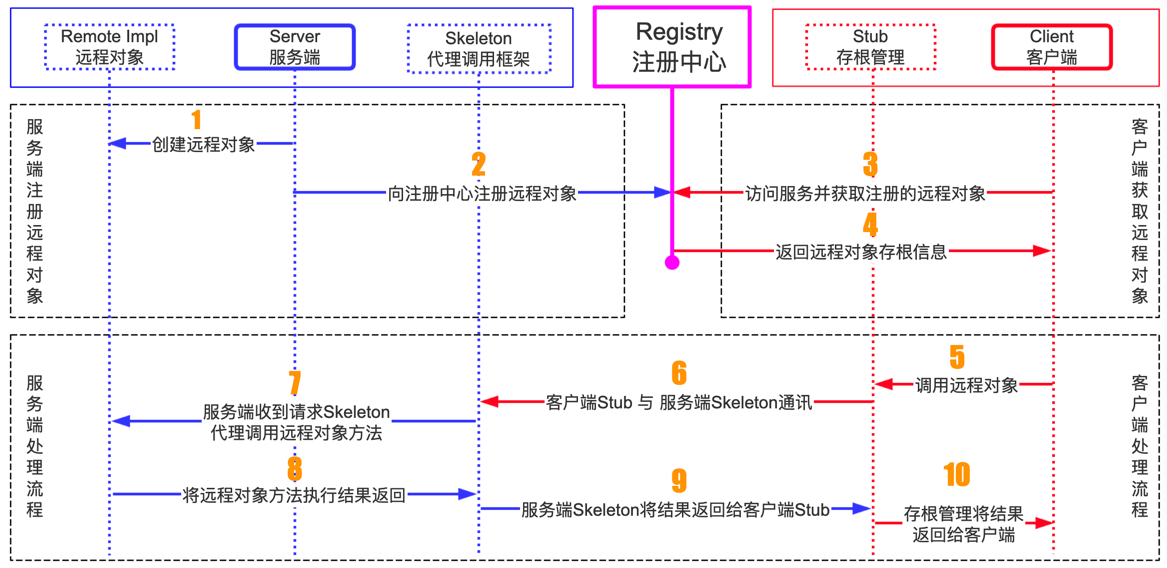 Remote Impl
远程对象
Server
服务端
Skeleton
代理调用框架
Registry
注册中心
Stub
存根管理
Client
客户端
服务端注册远程对象
1
创建远程对象
2
向注册中心注册远程对象
3
访问服务并获取注册的远程对象
4
返回远程对象存根信息
客户端获取远程对象
服务端处理流程
5
调用远程对象
6
客户端Stub 与 服务端Skeleton通讯
7
服务端收到请求Skeleton
代理调用远程对象方法
8
将远程对象方法执行结果返回
9
服务端Skeleton将结果返回给客户端Stub
10
存根管理将结果
返回给客户端
客户端处理流程